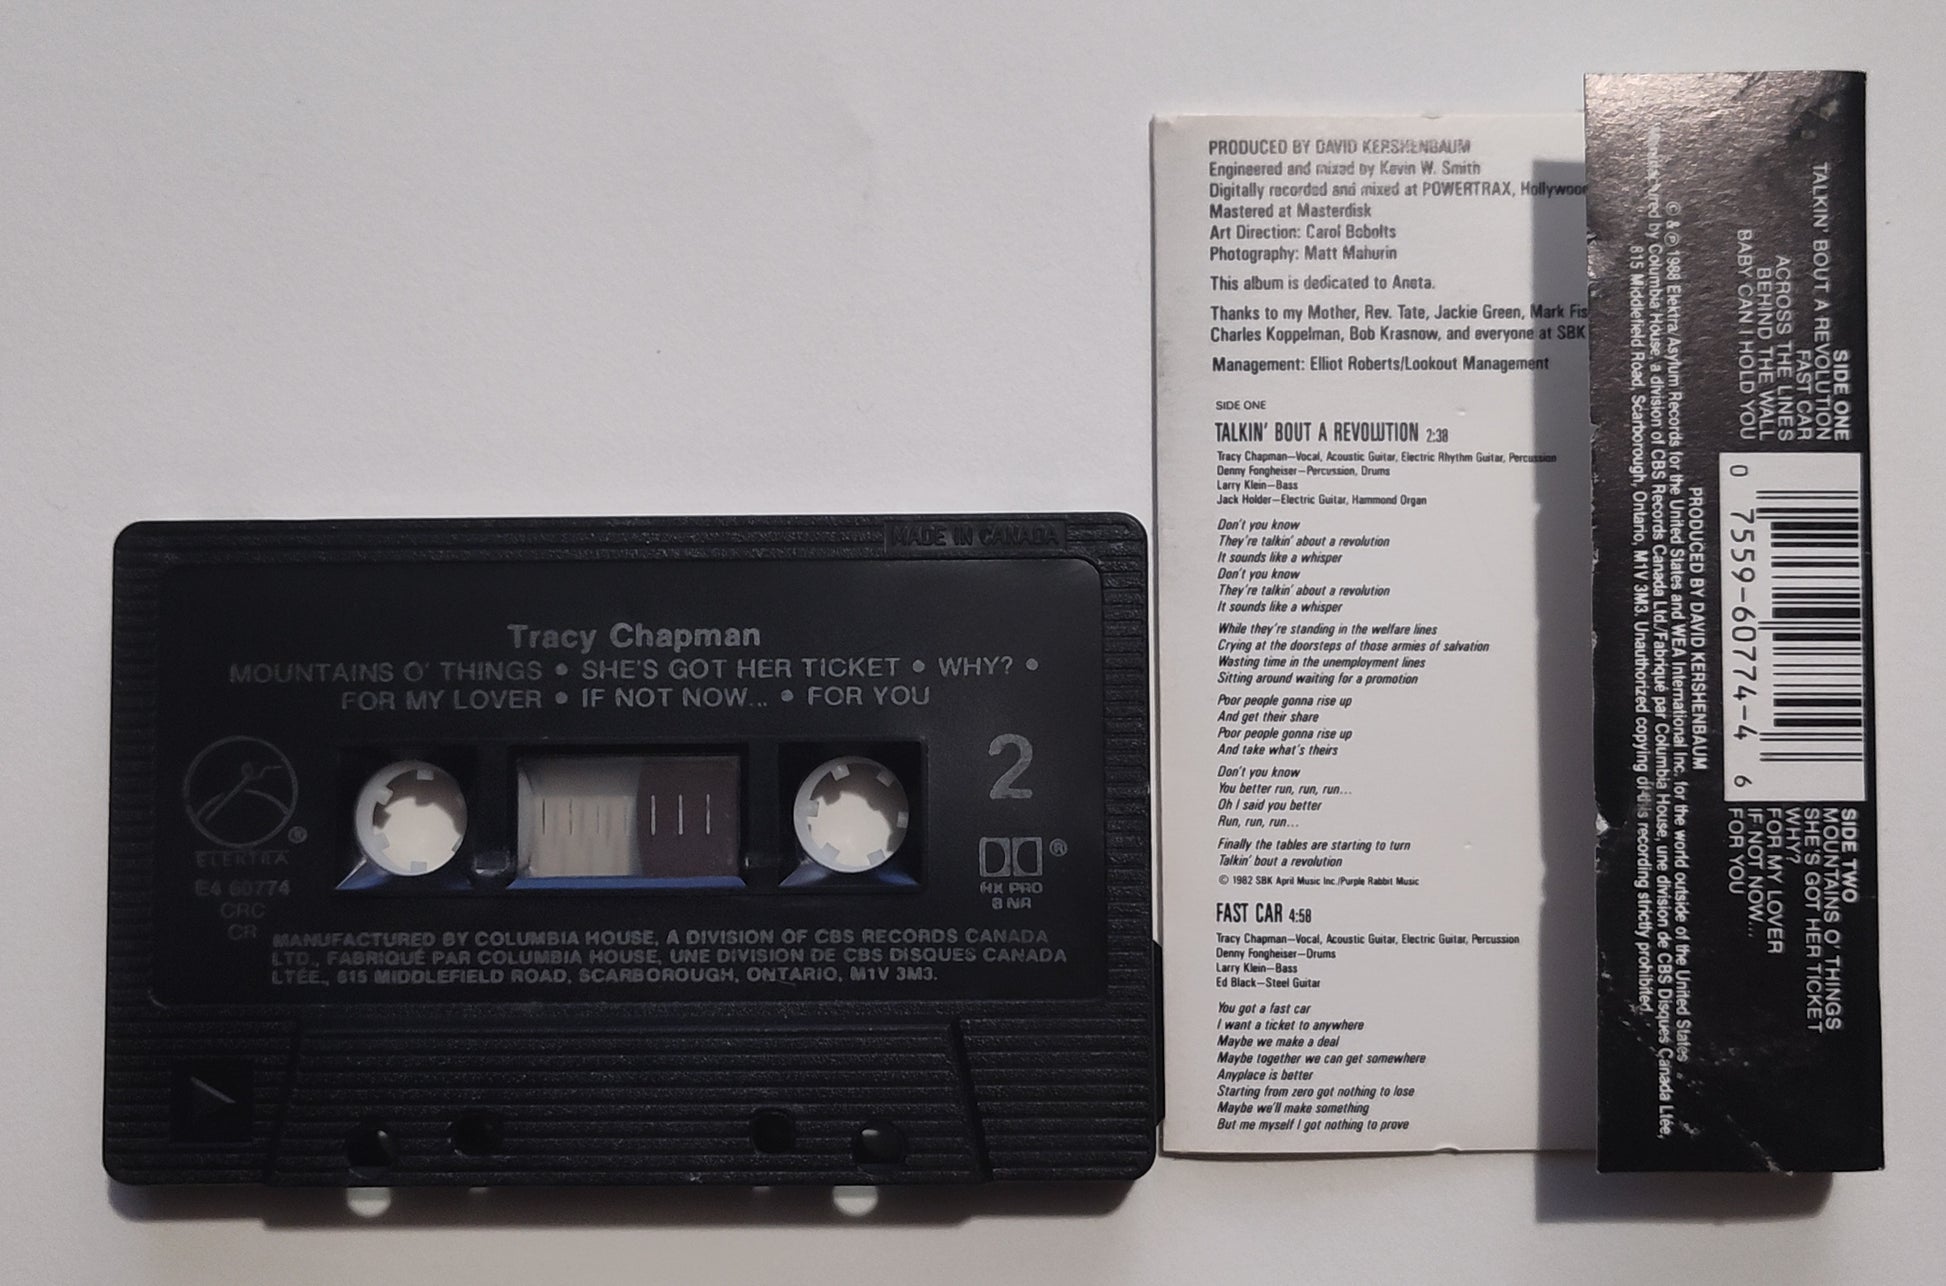 MADE IN CANADA
Tracy Chapman
MOUNTAINS O' THINGS • SHE'S GOT HER TICKET • WHY? •
FOR MY LOVER • IF NOT NOW... • FOR YOU
2
ELEKTRA ®
E4 60774
CRC
CR
®
HX PRO
B NR
MANUFACTURED BY COLUMBIA HOUSE, A DIVISION OF CBS RECORDS CANADA
LTD., FABRIQUÉ PAR COLUMBIA HOUSE, UNE DIVISION DE CBS DISQUES CANADA
LTÉE., 615 MIDDLEFIELD ROAD, SCARBOROUGH, ONTARIO, M1V 3M3.
PRODUCED BY DAVID KERSHENBAUM
Engineered and mixed by Kevin W. Smith
Digitally recorded and mixed at POWERTRAX,
Mastered at Masterdisk
Art Direction: Carol Bobolts
Photography: Matt Mahurin
This album is dedicated to Aneta.
Thanks to my Mother, Rev. Tate, Jackie Green, Mark
Charles Koppelman, Bob Krasnow, and everyone at SBK
Management: Elliot Roberts/Lookout Management
SIDE ONE
TALKIN' BOUT A REVOLUTION 2:38
Tracy Chapman—Vocal, Acoustic Guitar, Electric Rhythm Guitar, Percussion
Denny Fongheiser—Percussion, Drums
Larry Klein—Bass
Jack Holder—Electric Guitar, Hammond Organ
Don't you know
They're talkin' about a revolution
It sounds like a whisper
Don't you know
They're talkin' about a revolution
It sounds like a whisper
While they're standing in the welfare lines
Crying at the doorsteps of those armies of salvation
Wasting time in the unemployment lines
Sitting around waiting for a promotion
Poor people gonna rise up
And get their share
Poor people gonna rise up
And take what's theirs
Don't you know
You better run, run, run...
Oh I said you better
Run, run, run...
Finally the tables are starting to turn
Talkin' bout a revolution
© 1982 SBK April Music Inc./Purple Rabbit Music
FAST CAR 4:58
Tracy Chapman—Vocal, Acoustic Guitar, Electric Guitar, Percussion
Denny Fongheiser—Drums
Larry Klein—Bass
Ed Black—Steel Guitar
You got a fast car
I want a ticket to anywhere
Maybe we make a deal
Maybe together we can get somewhere
Anyplace is better
Starting from zero got nothing to lose
Maybe we'll make something
But me myself I got nothing to prove
SIDE ONE
TALKIN' BOUT A REVOLUTION
FAST CAR
ACROSS THE LINES
BEHIND THE WALL
BABY CAN I HOLD YOU
0 7559-60774-4 6
SIDE TWO
MOUNTAINS O' THINGS
SHE'S GOT HER TICKET
WHY?
FOR MY LOVER
IF NOT NOW...
FOR YOU
PRODUCED BY DAVID KERSHENBAUM
© & ℗ 1988 Elektra/Asylum Records for the United States and WEA International Inc. for the world outside of the United States.
by Columbia House, a division of CBS Records Canada Ltd./Fabriqué par Columbia House, une division de CBS Disques Canada Ltée,
615 Middlefield Road, Scarborough, Ontario, M1V 3M3. Unauthorized copying of this recording strictly prohibited.